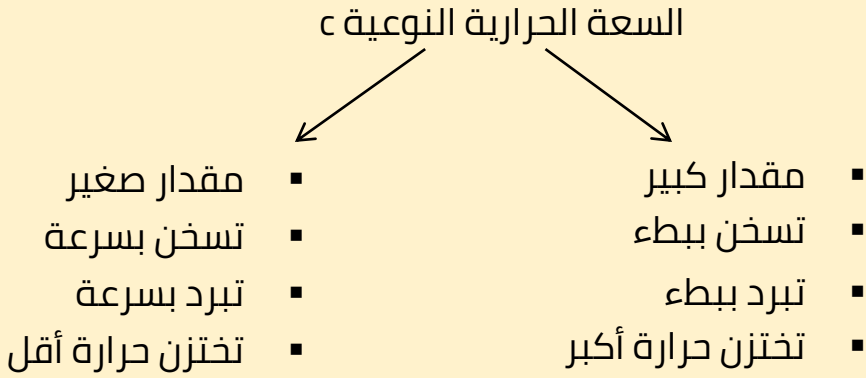 السعة الحرارية النوعية c
▪ مقدار كبير
▪ تسخن ببطء
▪ تبرد ببطء
▪ تختزن حرارة أكبر
▪ مقدار صغير
▪ تسخن بسرعة
▪ تبرد بسرعة
▪ تختزن حرارة أقل